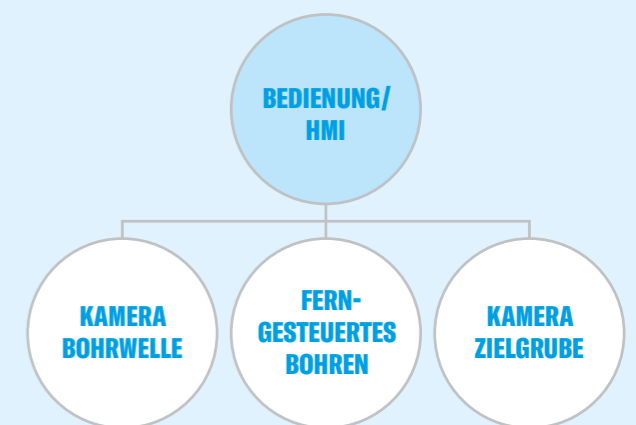 BEDIENUNG/
HMI
KAMERA
BOHRWELLE
FERN-
GESTEUERTES
BOHREN
KAMERA
ZIELGRUBE